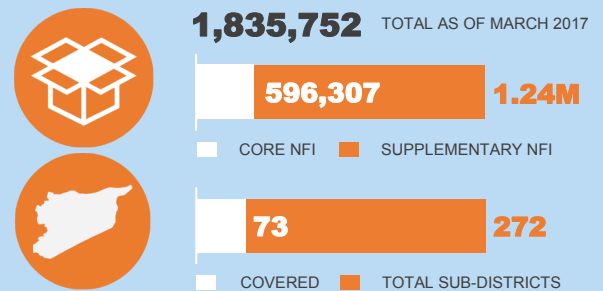 1,835,752 TOTAL AS OF MARCH 2017
596,307 1.24M
CORE NFI SUPPLEMENTARY NFI
73 272
COVERED TOTAL SUB-DISTRICTS